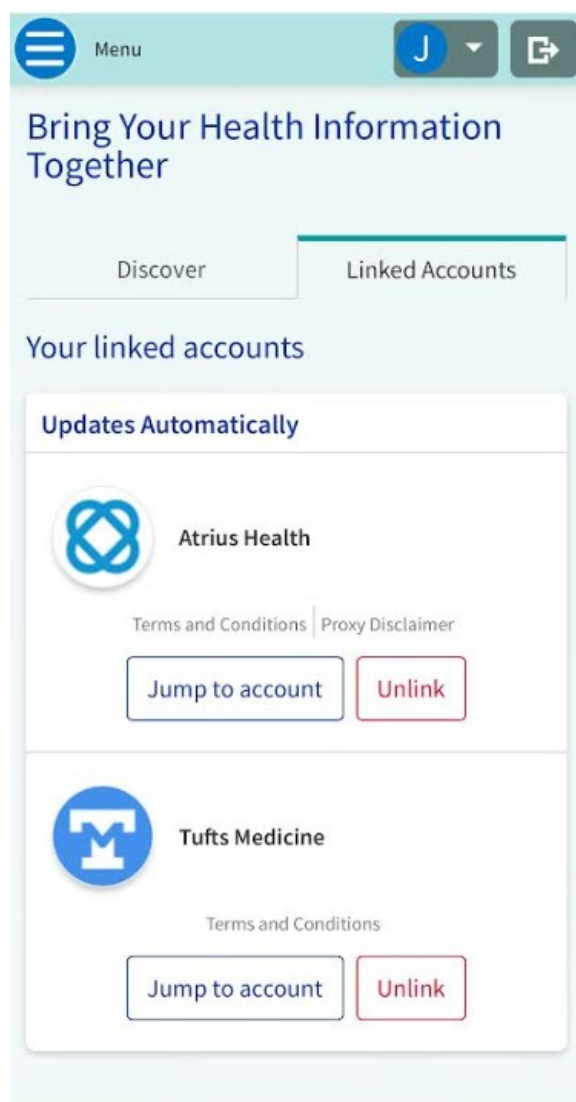 Menu
J
Bring Your Health Information
Together
Discover
Linked Accounts
Your linked accounts
Updates Automatically
Atrius Health
Terms and Conditions
Proxy Disclaimer
Jump to account
Unlink
TM
Tufts Medicine
Terms and Conditions
Jump to account
Unlink